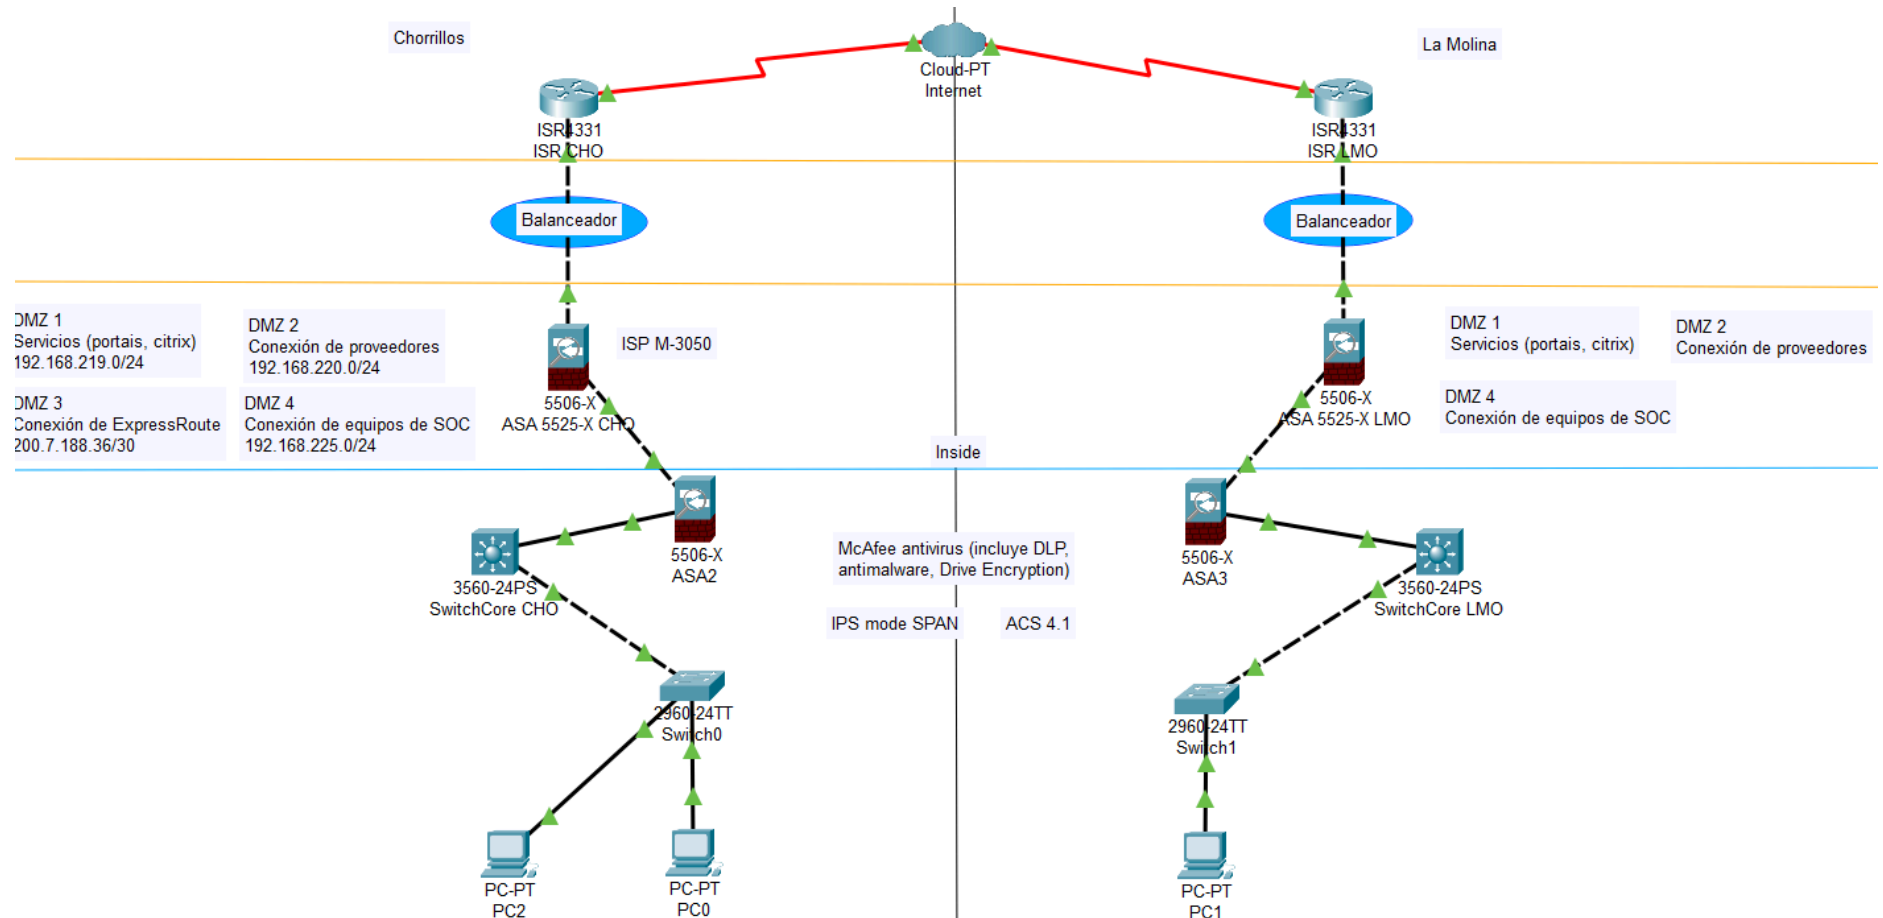 Chorrillos
La Molina
Cloud-PT
Internet
ISR4331
ISR CHO
ISR4331
ISR LMO
Balanceador
Balanceador
DMZ 1
Servicios (portais, citrix)
192.168.219.0/24
DMZ 2
Conexión de proveedores
192.168.220.0/24
ISP M-3050
DMZ 1
Servicios (portais, citrix)
DMZ 2
Conexión de proveedores
DMZ 3
Conexión de ExpressRoute
200.7.188.36/30
DMZ 4
Conexión de equipos de SOC
192.168.225.0/24
5506-X
ASA 5525-X CHO
5506-X
ASA 5525-X LMO
DMZ 4
Conexión de equipos de SOC
Inside
5506-X
ASA2
McAfee antivirus (incluye DLP,
antimalware, Drive Encryption)
5506-X
ASA3
3560-24PS
SwitchCore CHO
3560-24PS
SwitchCore LMO
IPS mode SPAN
ACS 4.1
2960-24TT
Switch0
2960-24TT
Switch1
PC-PT
PC2
PC-PT
PC0
PC-PT
PC1